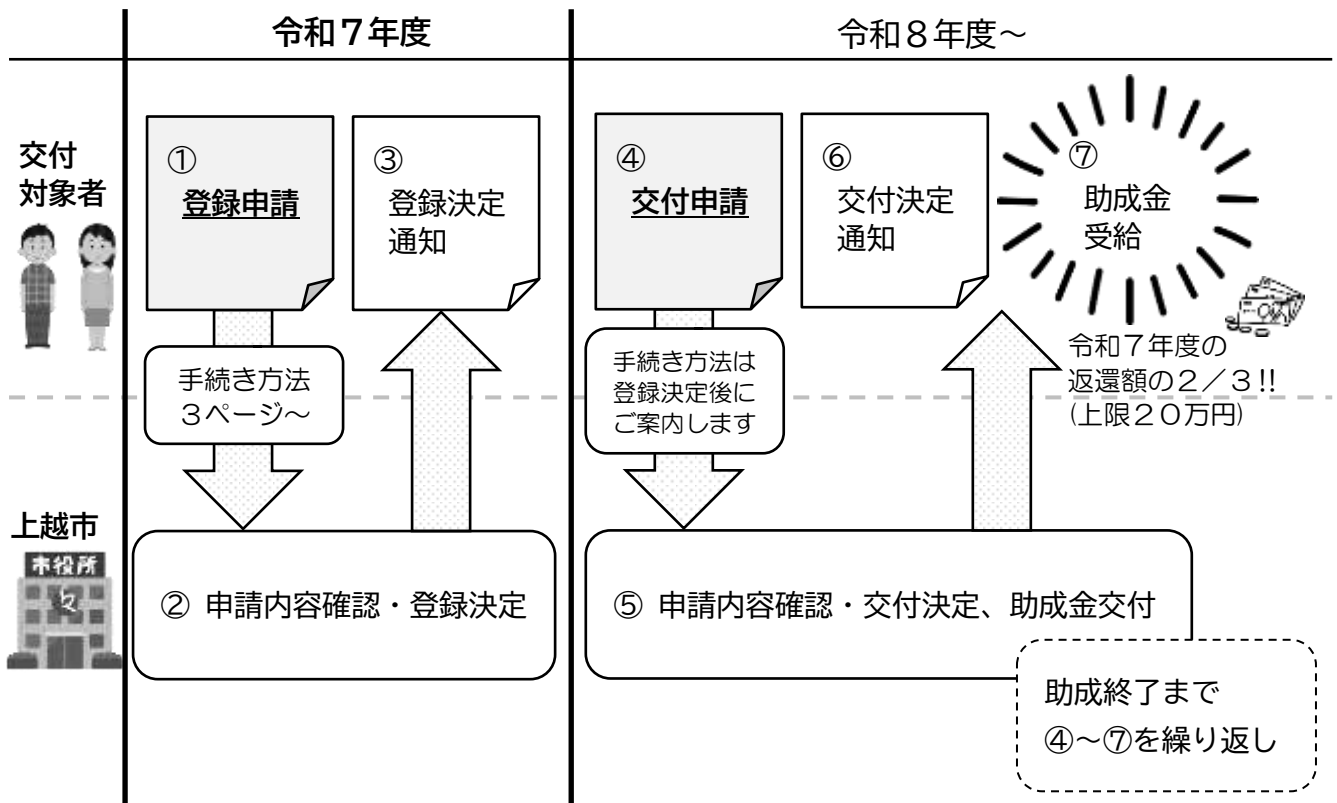 令和７年度
令和８年度～
交付
対象者
①
登録申請
③
登録決定
通知
④
交付申請
⑥
交付決定
通知
⑦
助成金
受給
手続き方法
３ページ～
手続き方法は
登録決定後に
ご案内します
令和７年度の
返還額の２／３!!
(上限２０万円)
上越市
市役所
② 申請内容確認・登録決定
⑤ 申請内容確認・交付決定、助成金交付
助成終了まで
④～⑦を繰り返し